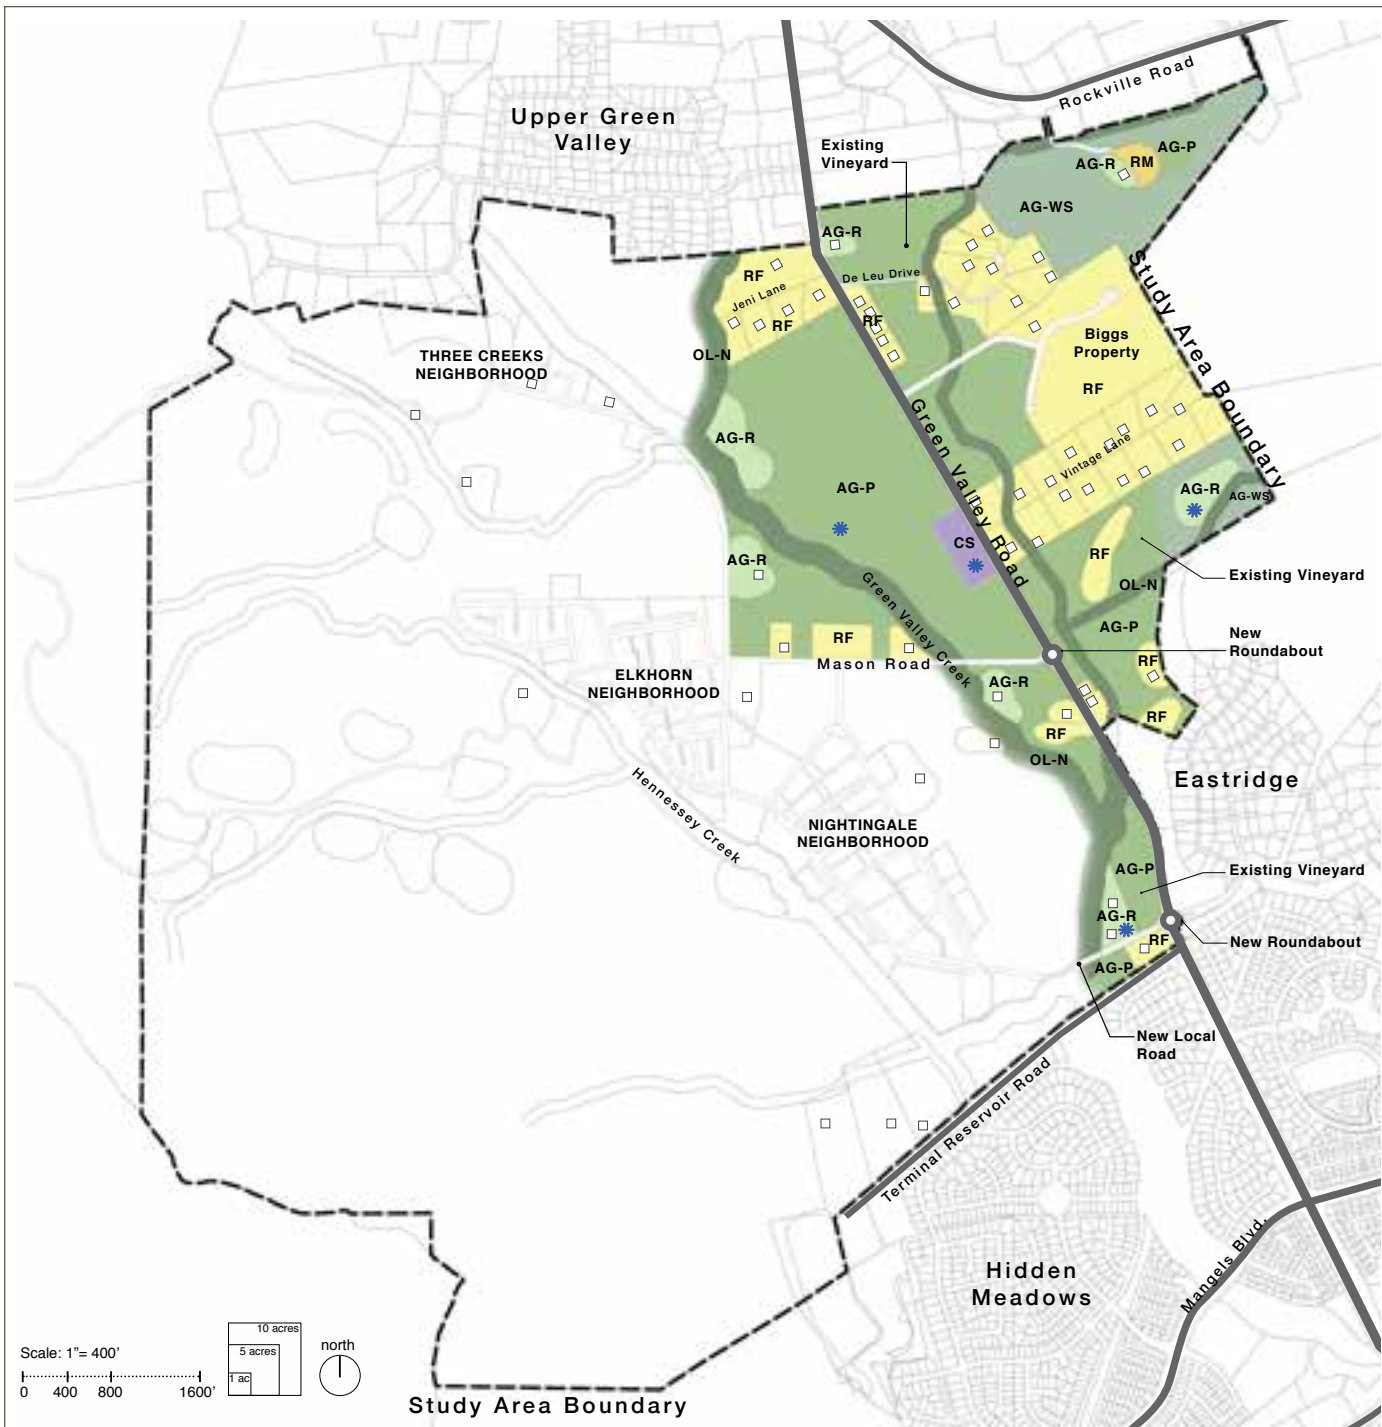 Rockville Road
Upper Green
Valley
Existing
Vineyard
AG-P
AG-R
RM
AG-WS
AG-R
De Leu Drive
RF
Jeni Lane
RF
RF
Study Area Boundary
Biggs
Property
RF
THREE CREEKS
NEIGHBORHOOD
OL-N
Green Valley Road
AG-R
Vintage Lane
AG-P
AG-R
AG-WS
CS
AG-R
RF
Existing Vineyard
OL-N
Green Valley Creek
AG-P
New
Roundabout
RF
Mason Road
RF
ELKHORN
NEIGHBORHOOD
AG-R
RF
RF
OL-N
Eastridge
Hennessey Creek
NIGHTINGALE
NEIGHBORHOOD
AG-P
Existing Vineyard
AG-R
RF
New Roundabout
AG-P
New Local
Road
Terminal Reservoir Road
Hidden
Meadows
Mangels Blvd.
10 acres
5 acres
1 ac
north
Scale: 1"= 400'
0 400 800 1600'
Study Area Boundary